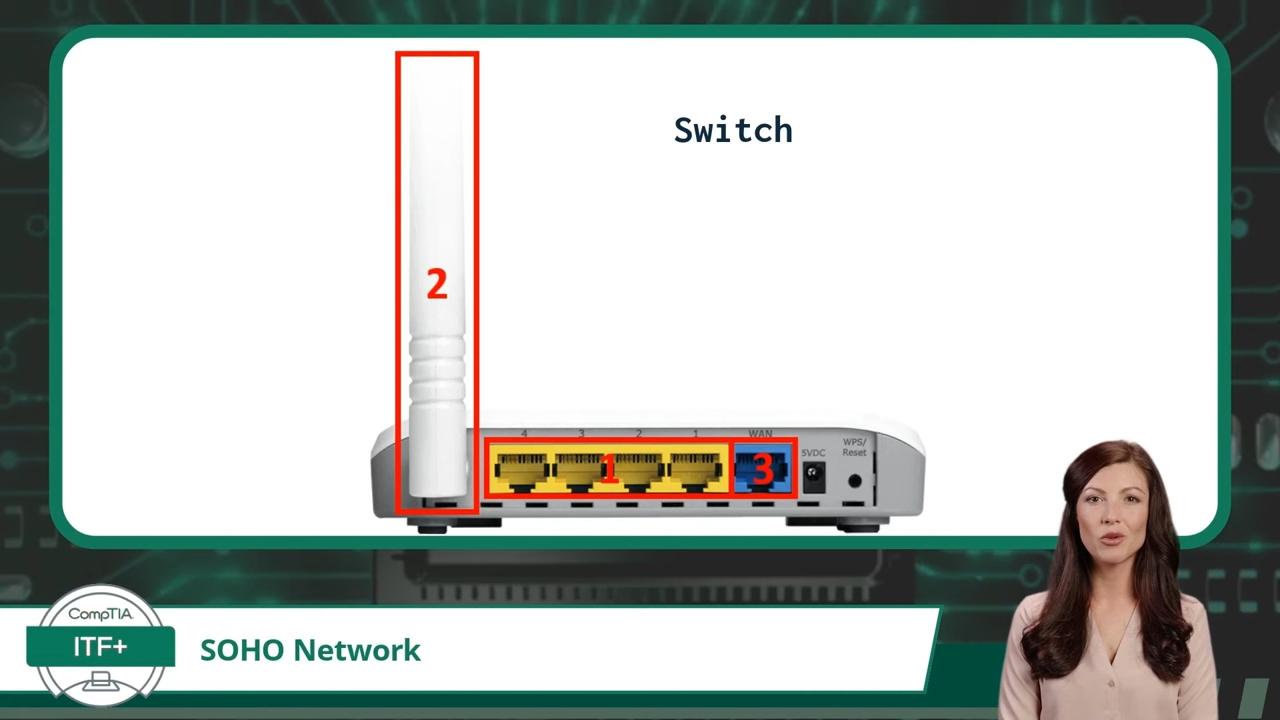 Switch
2
4 3 2 1 WAN
WPS/
Reset
5VDC
1 3
CompTIA.
ITF+
SOHO Network